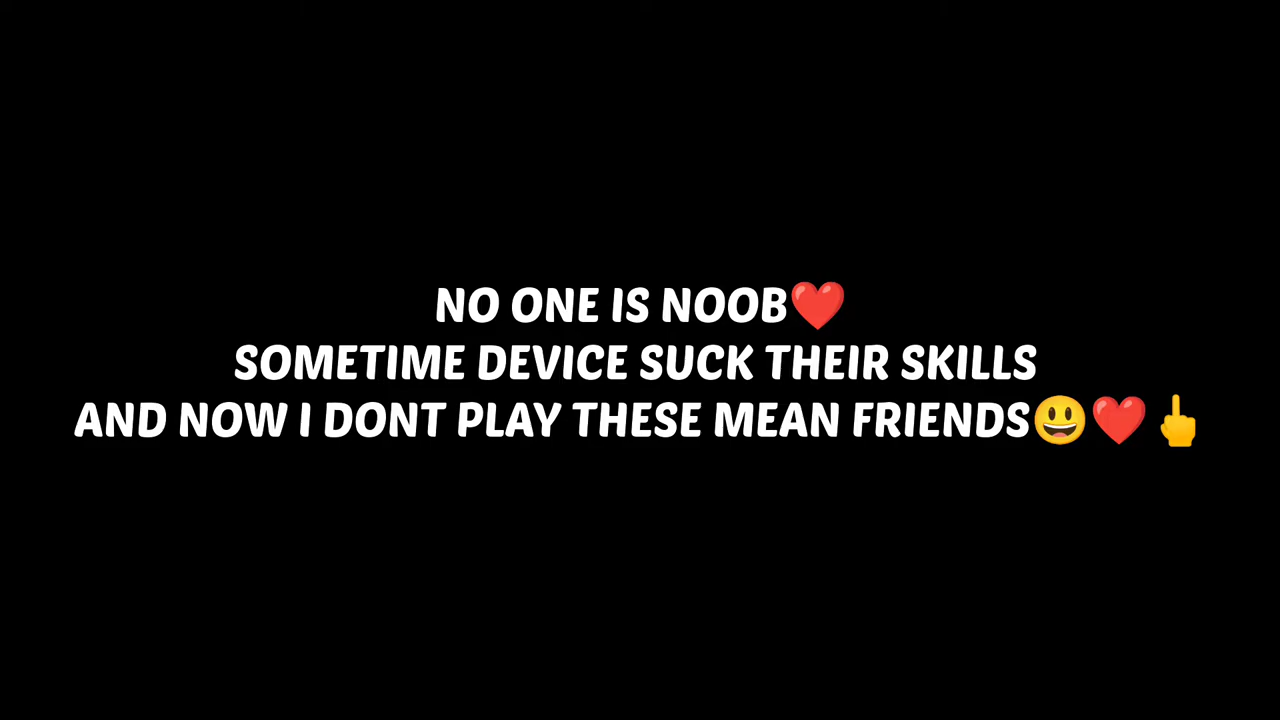 NO ONE IS NOOB❤️
SOMETIME DEVICE SUCK THEIR SKILLS
AND NOW I DONT PLAY THESE MEAN FRIENDS😃❤️🖕